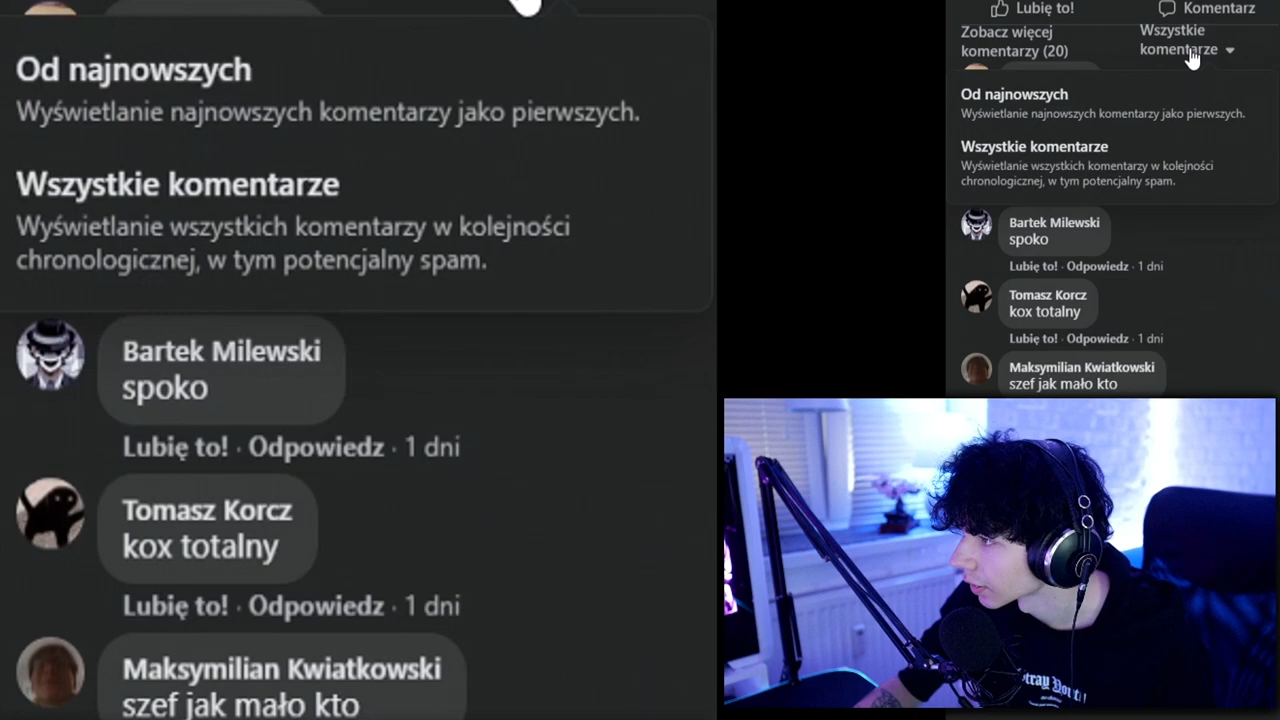 Od najnowszych
Wyświetlanie najnowszych komentarzy jako pierwszych.
Wszystkie komentarze
Wyświetlanie wszystkich komentarzy w kolejności
chronologicznej, w tym potencjalny spam.
Bartek Milewski
spoko
Lubię to! · Odpowiedz · 1 dni
Tomasz Korcz
kox totalny
Lubię to! · Odpowiedz · 1 dni
Maksymilian Kwiatkowski
szef jak mało kto
Lubię to! Komentarz
Zobacz więcej
komentarzy (20)
Wszystkie
komentarze
Od najnowszych
Wyświetlanie najnowszych komentarzy jako pierwszych.
Wszystkie komentarze
Wyświetlanie wszystkich komentarzy w kolejności
chronologicznej, w tym potencjalny spam.
Bartek Milewski
spoko
Lubię to! · Odpowiedz · 1 dni
Tomasz Korcz
kox totalny
Lubię to! · Odpowiedz · 1 dni
Maksymilian Kwiatkowski
szef jak mało kto